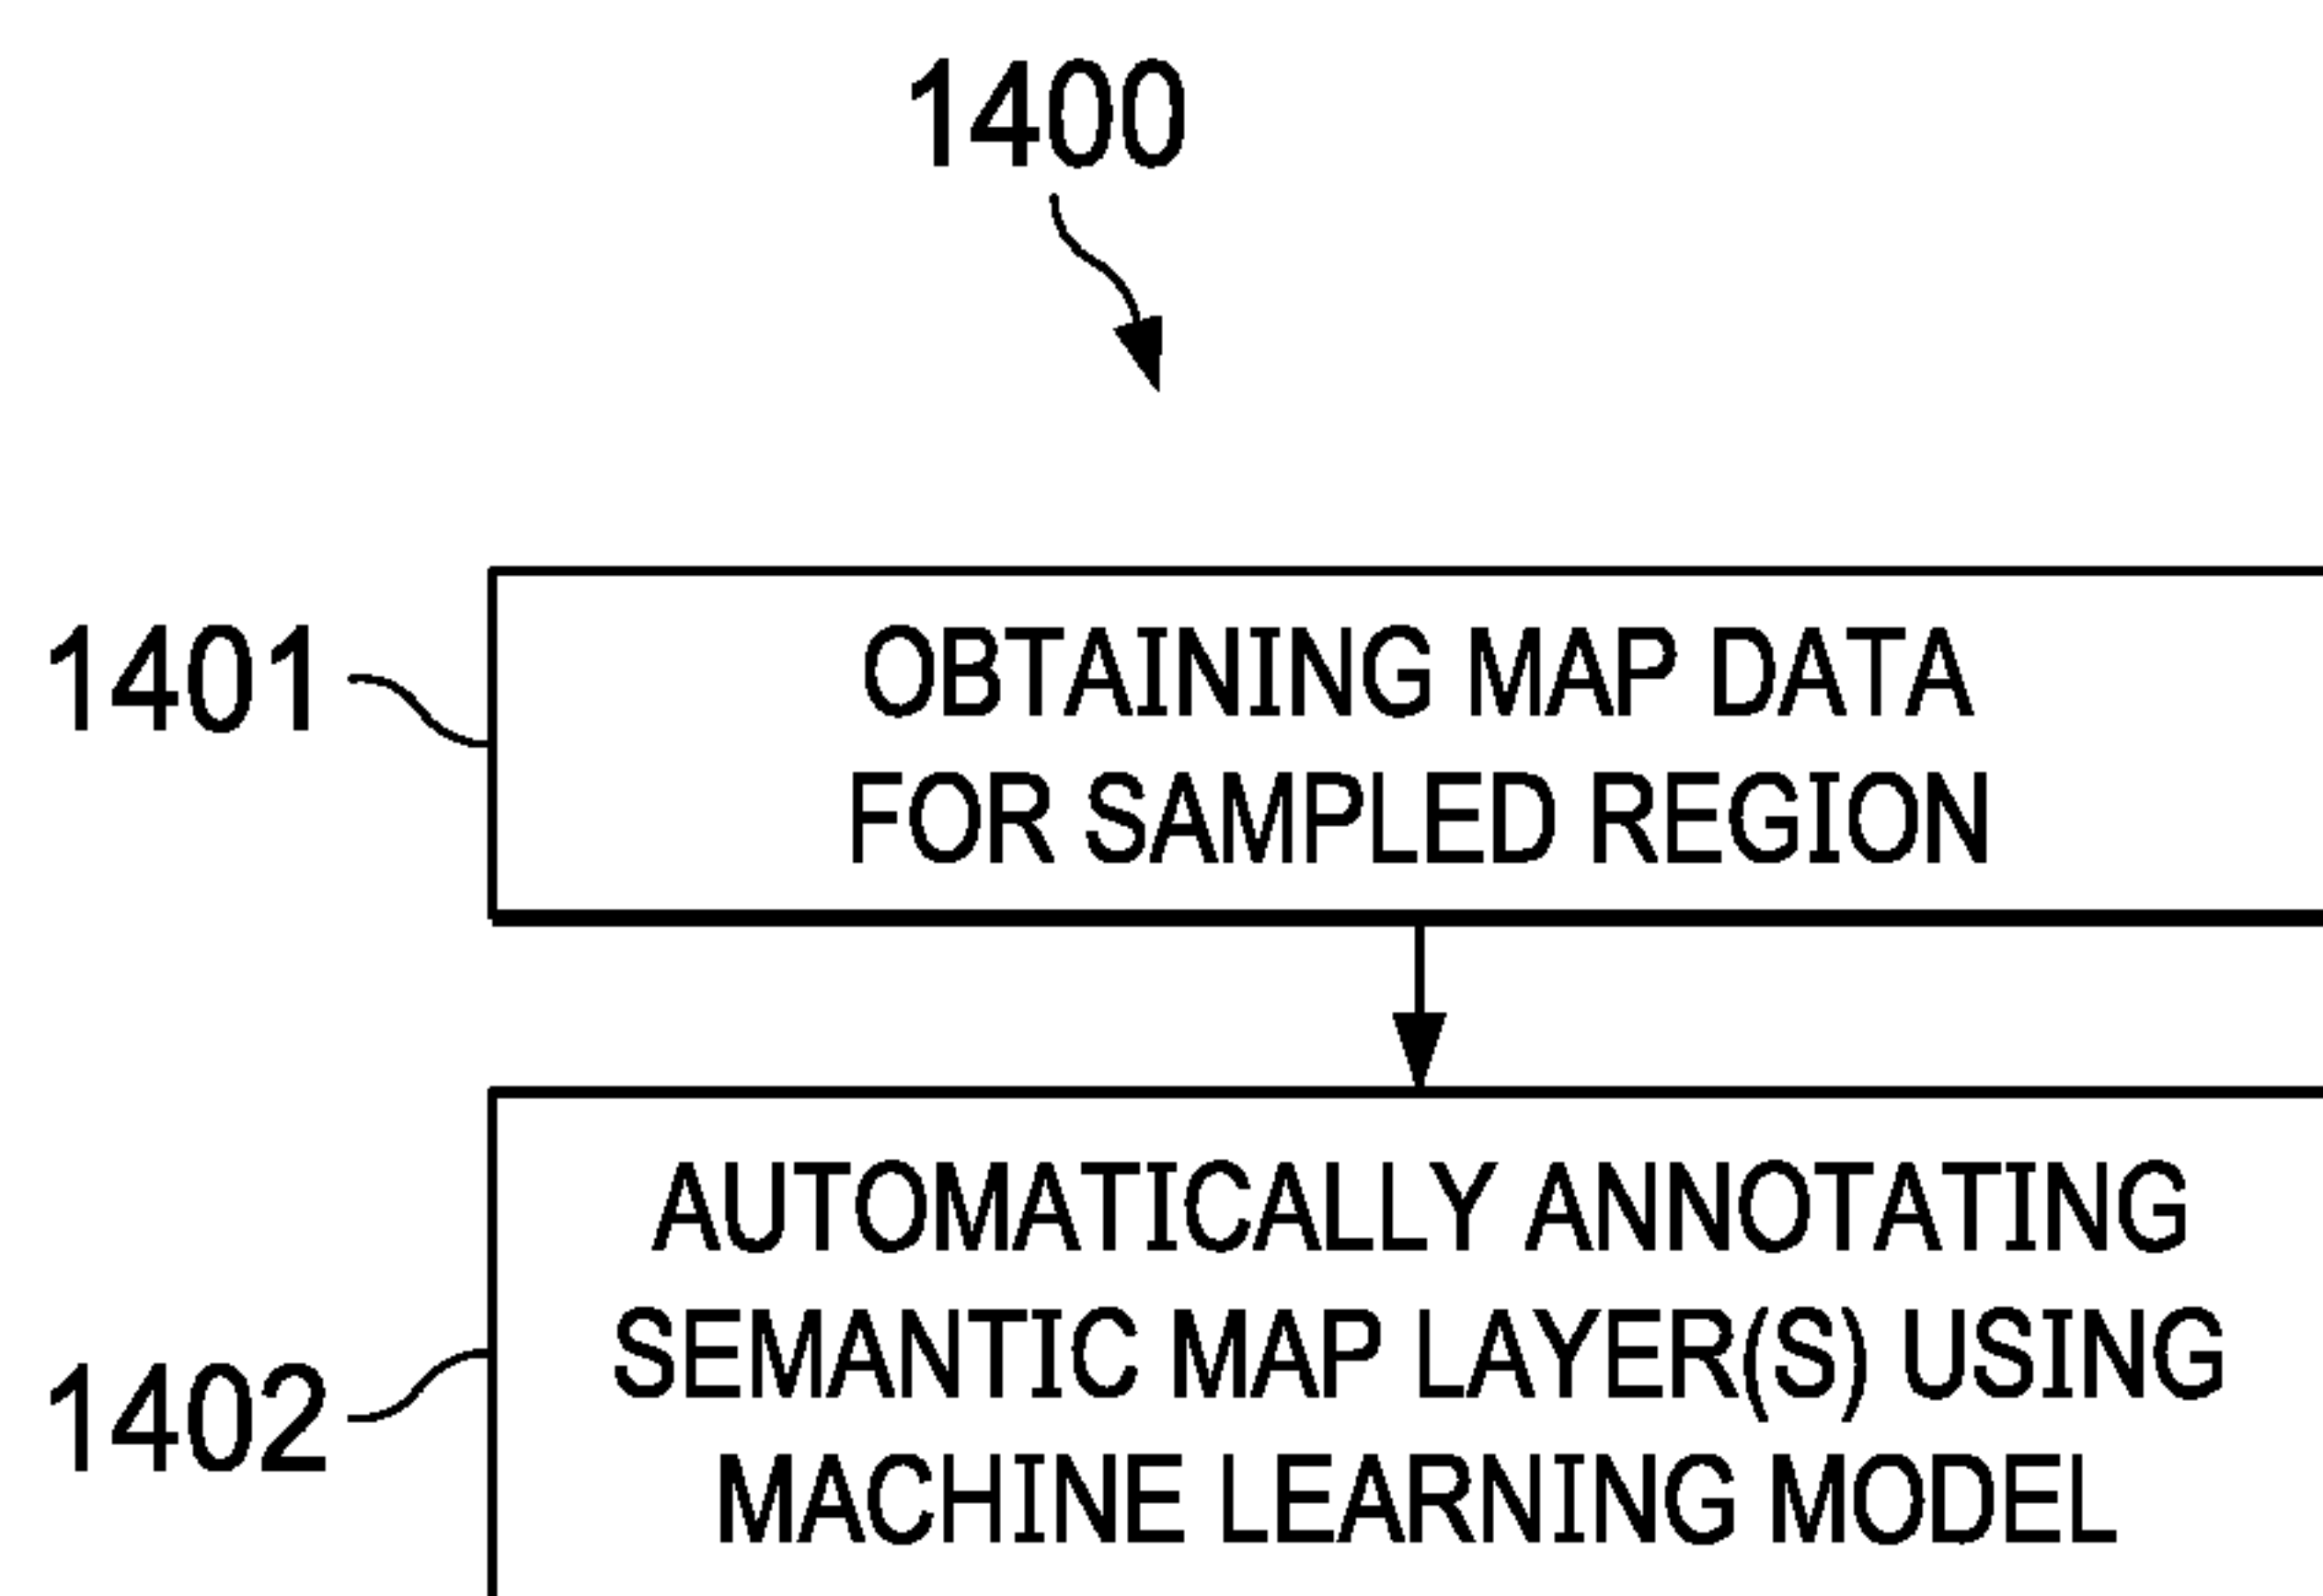 1400
1401
OBTAINING MAP DATA
FOR SAMPLED REGION
1402
AUTOMATICALLY ANNOTATING
SEMANTIC MAP LAYER(S) USING
MACHINE LEARNING MODEL